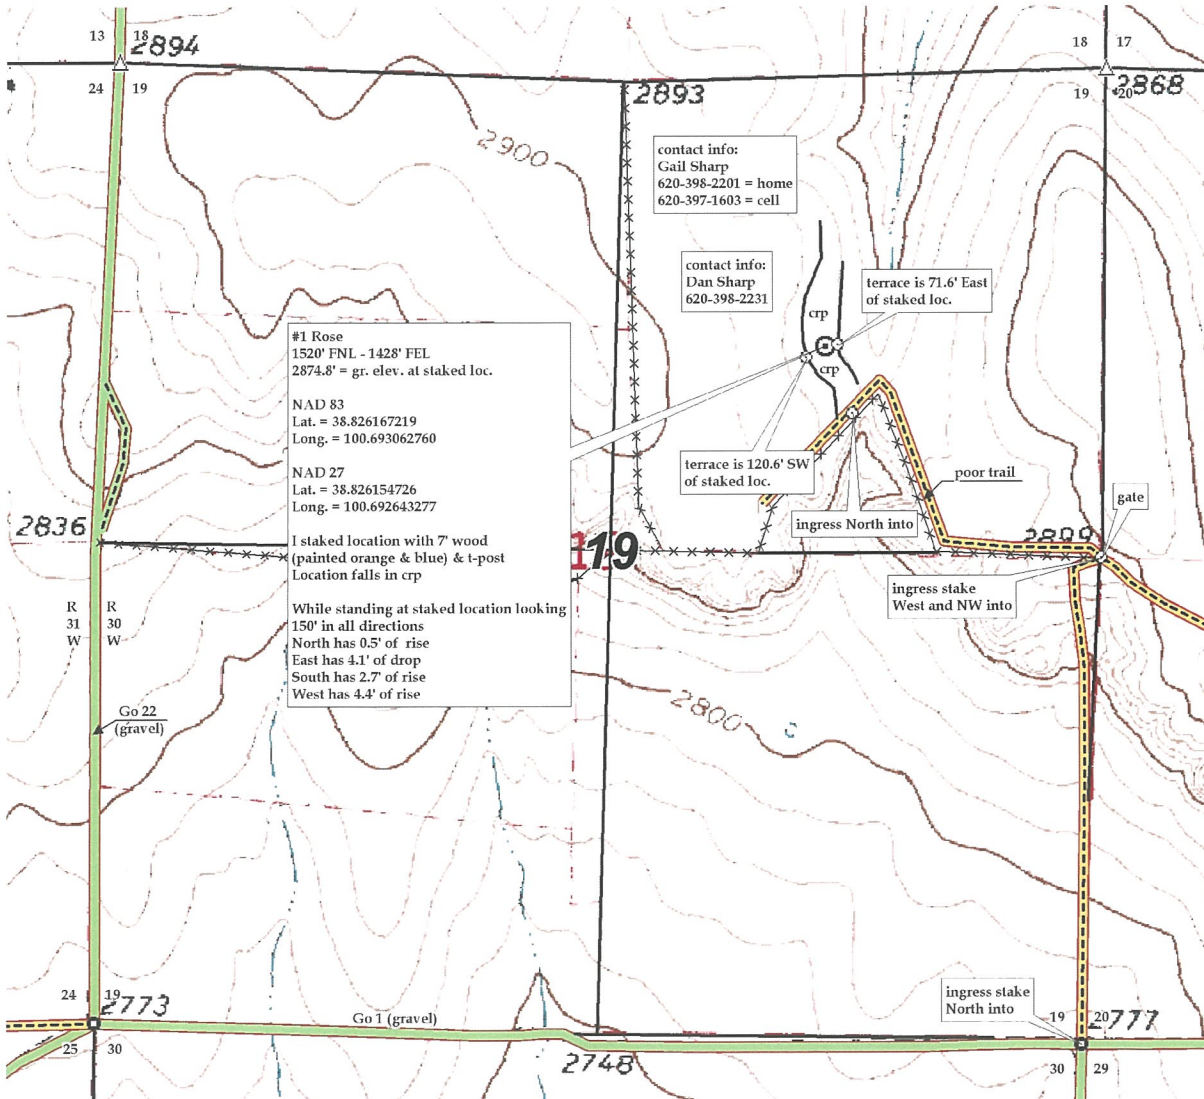 13
18
2894
18
17
24
19
2893
19
20
2868
2900
contact info:
Gail Sharp
620-398-2201 = home
620-397-1603 = cell
contact info:
Dan Sharp
620-398-2231
terrace is 71.6' East
of staked loc.
crp
crp
#1 Rose
1520' FNL - 1428' FEL
2874.8' = gr. elev. at staked loc.
NAD 83
Lat. = 38.826167219
Long. = 100.693062760
NAD 27
Lat. = 38.826154726
Long. = 100.692643277
I staked location with 7' wood
(painted orange & blue) & t-post
Location falls in crp
While standing at staked location looking
150' in all directions
North has 0.5' of rise
East has 4.1' of drop
South has 2.7' of rise
West has 4.4' of rise
terrace is 120.6' SW
of staked loc.
poor trail
gate
ingress North into
2836
19
ingress stake
West and NW into
R
31
W
R
30
W
Go 22
(gravel)
2800
24
19
2773
Go 1 (gravel)
ingress stake
North into
19
20
2777
25
30
2748
30
29